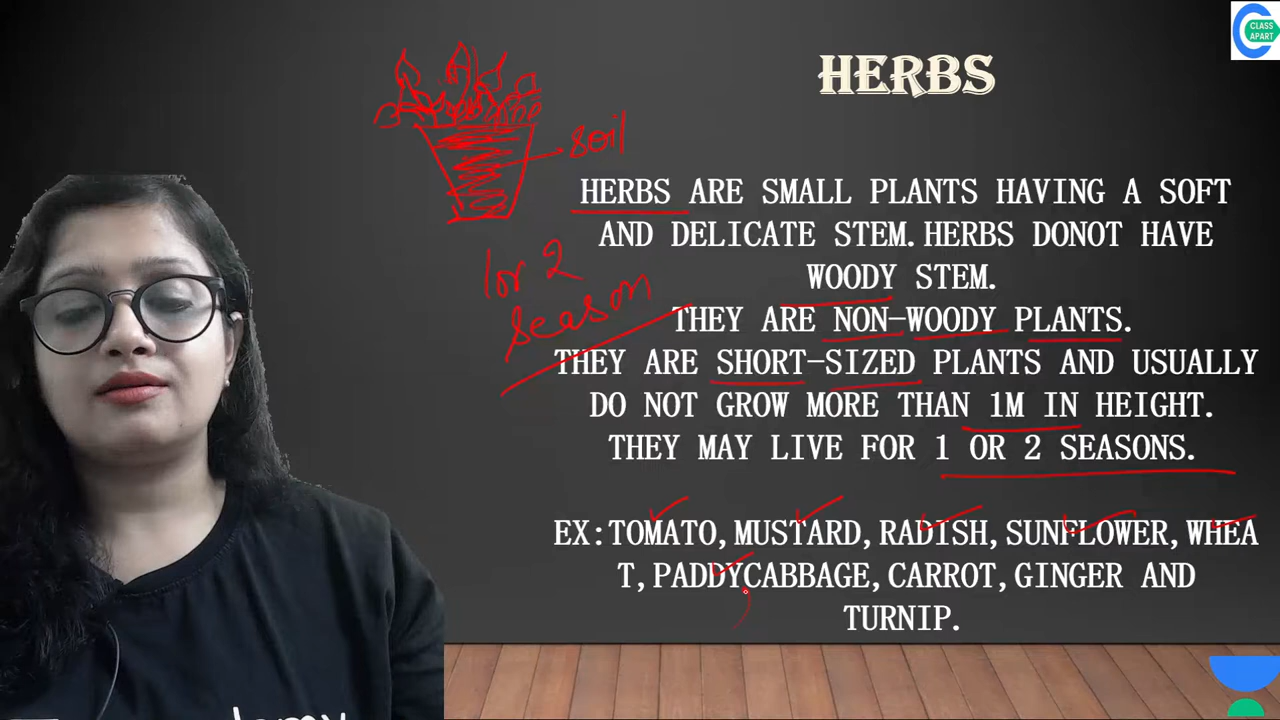 CLASS
APART
HERBS
soil
HERBS ARE SMALL PLANTS HAVING A SOFT
AND DELICATE STEM.HERBS DONOT HAVE
WOODY STEM.
1or 2
season
THEY ARE NON-WOODY PLANTS.
THEY ARE SHORT-SIZED PLANTS AND USUALLY
DO NOT GROW MORE THAN 1M IN HEIGHT.
THEY MAY LIVE FOR 1 OR 2 SEASONS.
EX:TOMATO,MUSTARD,RADISH,SUNFLOWER,WHEA
T,PADDYCABBAGE,CARROT,GINGER AND
TURNIP.